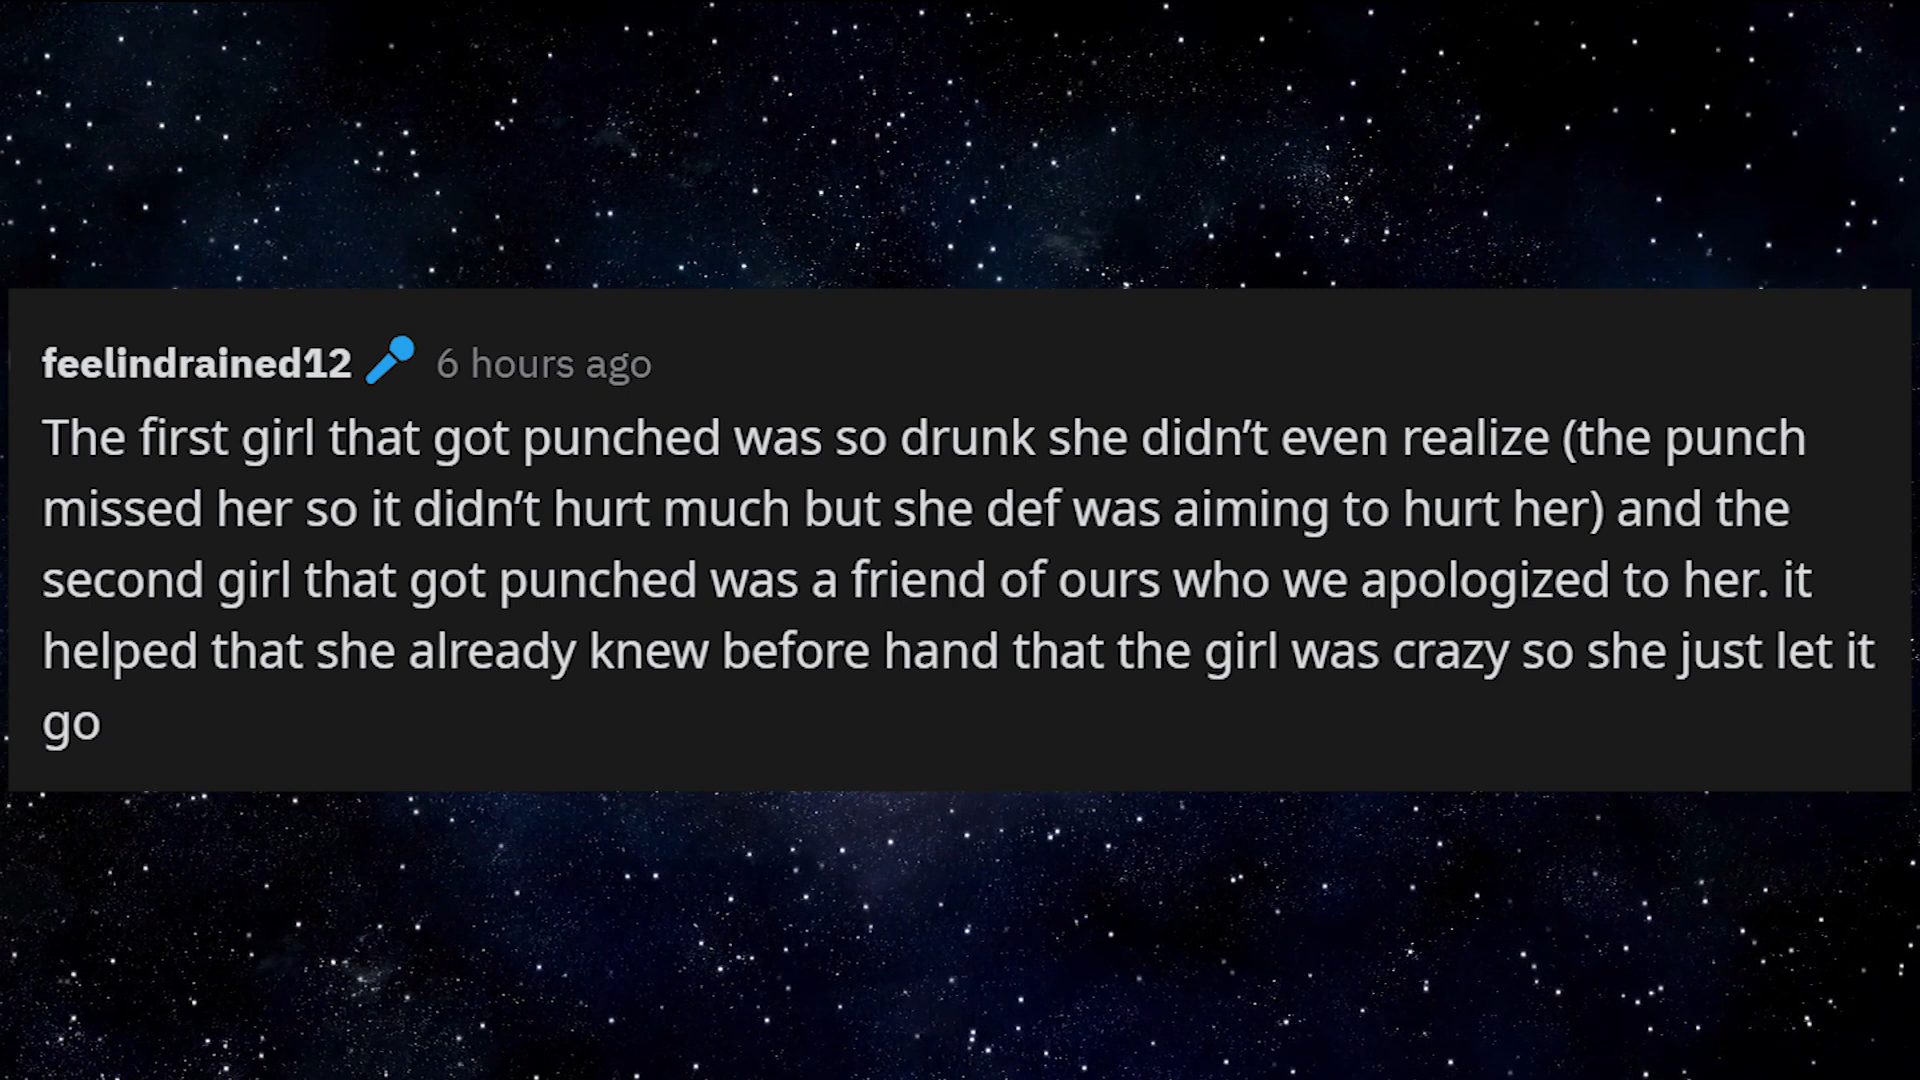 feelindrained12 6 hours ago
The first girl that got punched was so drunk she didn’t even realize (the punch
missed her so it didn’t hurt much but she def was aiming to hurt her) and the
second girl that got punched was a friend of ours who we apologized to her. it
helped that she already knew before hand that the girl was crazy so she just let it
go